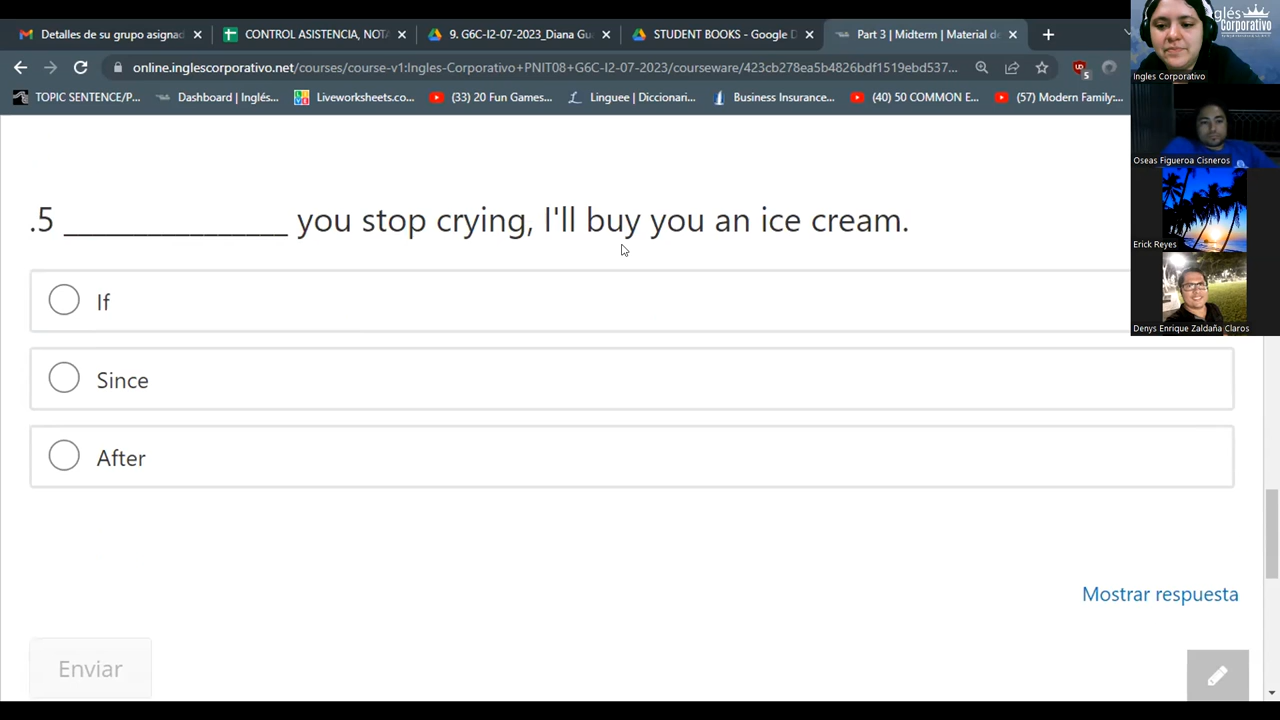 Detalles de su grupo asignad
CONTROL ASISTENCIA, NOTA
9. G6C-I2-07-2023_Diana Gu
STUDENT BOOKS - Google D
Part 3 | Midterm | Material de
online.inglescorporativo.net/courses/course-v1:Ingles-Corporativo+PNIT08+G6C-I2-07-2023/courseware/423cb278ea5b4826bdf1519ebd537...
5
TOPIC SENTENCE/P...
Dashboard | Inglés...
Liveworksheets.co...
(33) 20 Fun Games...
Linguee | Diccionari...
Business Insurance...
(40) 50 COMMON E...
(57) Modern Family:...
glés
Corporativo
Ingles Corporativo
Oseas Figueroa Cisneros
Erick Reyes
Denys Enrique Zaldaña Claros
.5 ________________ you stop crying, I'll buy you an ice cream.
If
Since
After
Mostrar respuesta
Enviar